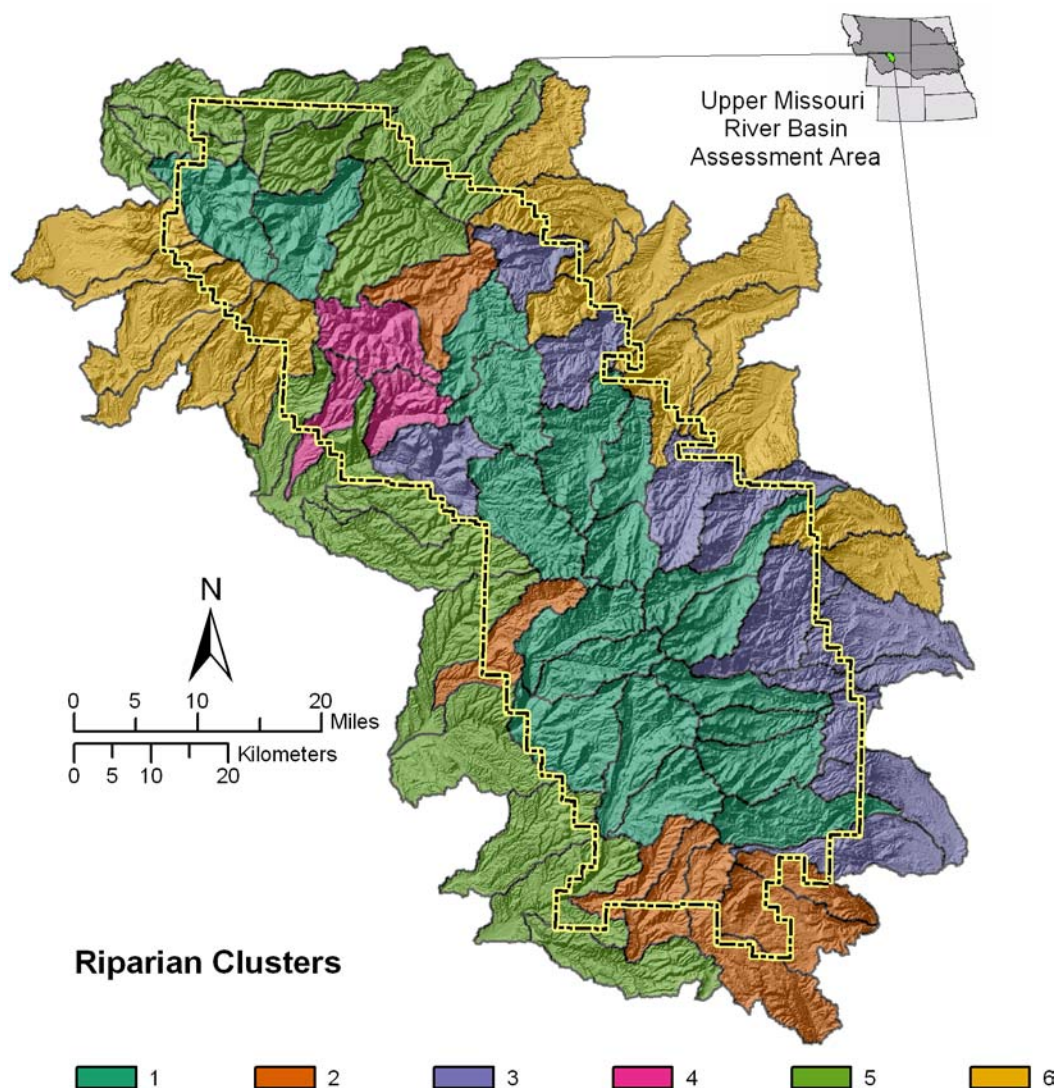 Upper Missouri
River Basin
Assessment Area
N
0 5 10 20
Miles
Kilometers
0 5 10 20
Riparian Clusters
1 2 3 4 5 6